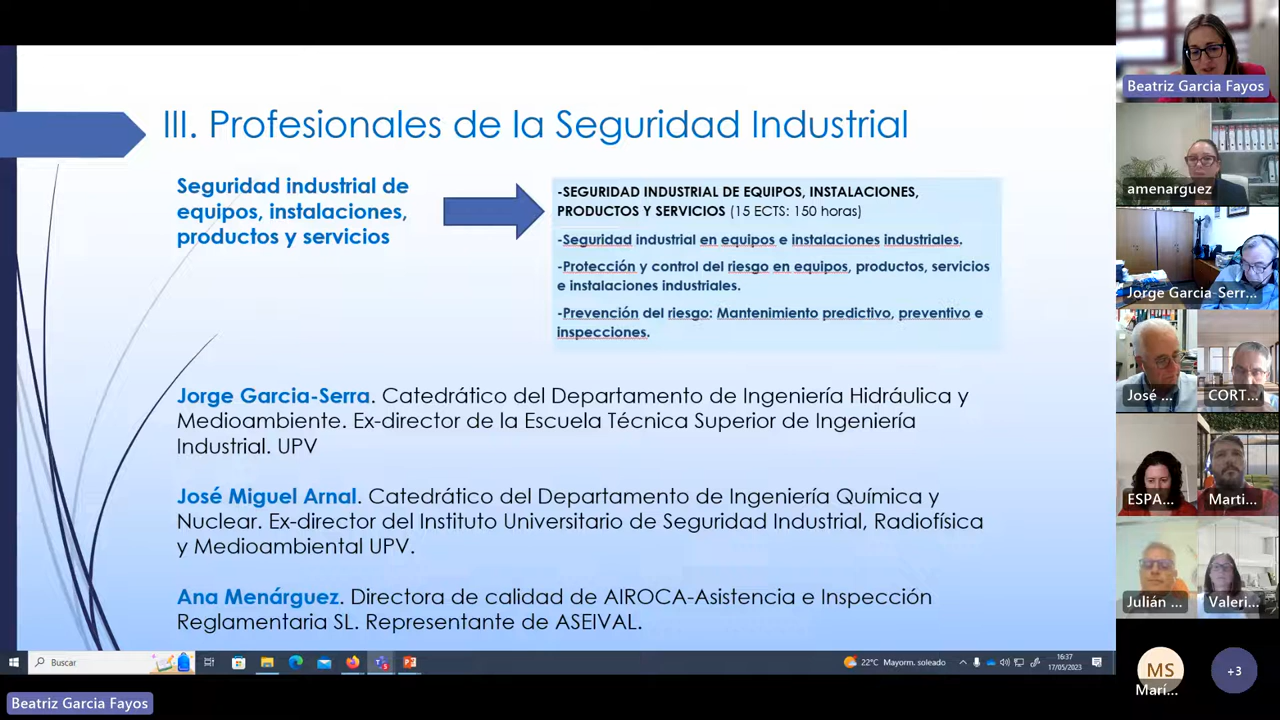 III. Profesionales de la Seguridad Industrial
Seguridad industrial de
equipos, instalaciones,
productos y servicios
-SEGURIDAD INDUSTRIAL DE EQUIPOS, INSTALACIONES,
PRODUCTOS Y SERVICIOS (15 ECTS: 150 horas)
-Seguridad industrial en equipos e instalaciones industriales.
-Protección y control del riesgo en equipos, productos, servicios
e instalaciones industriales.
-Prevención del riesgo: Mantenimiento predictivo, preventivo e
inspecciones.
Jorge Garcia-Serra. Catedrático del Departamento de Ingeniería Hidráulica y
Medioambiente. Ex-director de la Escuela Técnica Superior de Ingeniería
Industrial. UPV
José Miguel Arnal. Catedrático del Departamento de Ingeniería Química y
Nuclear. Ex-director del Instituto Universitario de Seguridad Industrial, Radiofísica
y Medioambiental UPV.
Ana Menárguez. Directora de calidad de AIROCA-Asistencia e Inspección
Reglamentaria SL. Representante de ASEIVAL.
Buscar
22°C Mayorm. soleado
16:37
17/05/2023
Beatriz Garcia Fayos
Beatriz Garcia Fayos
amenarguez
Jorge Garcia-Serr...
José ...
CORT...
ESPA...
Marti...
Julián ...
Valeri...
MS
Marí...
+3